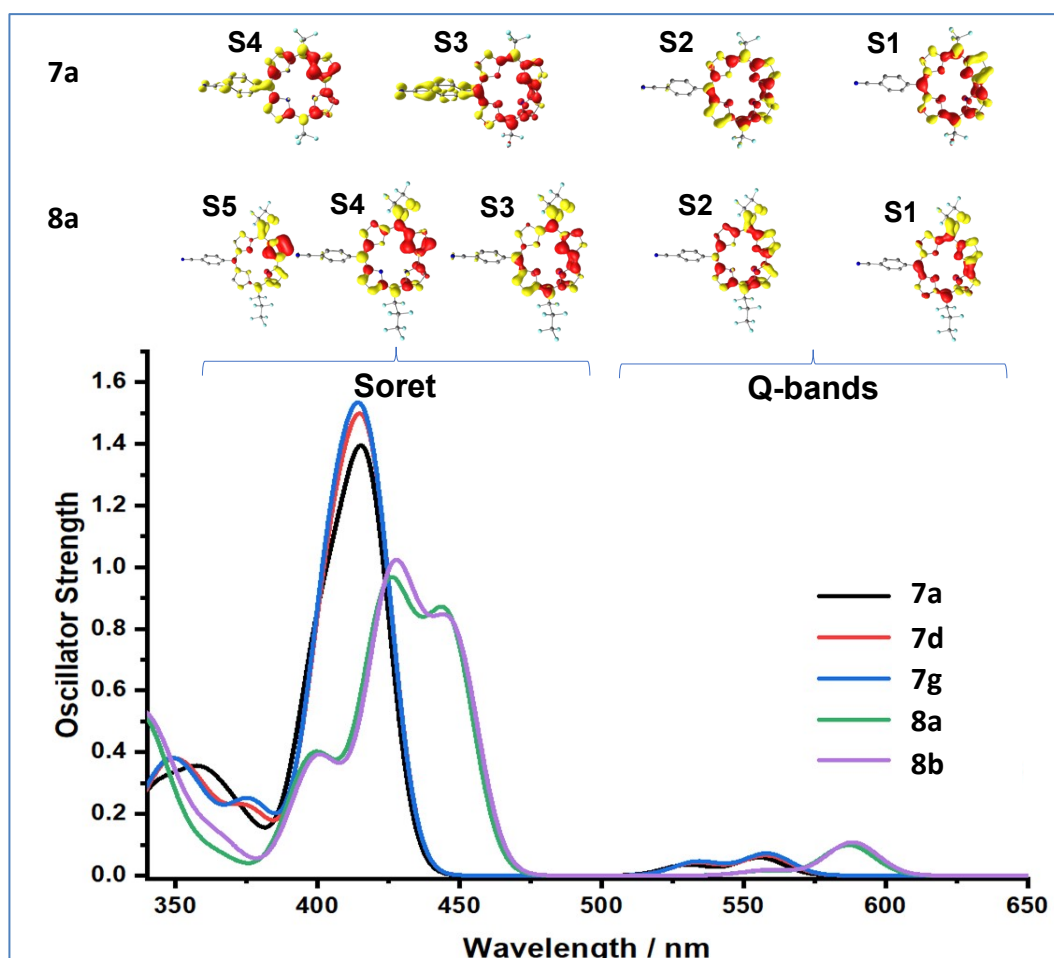 S4 S3 S2 S1
7a
S5 S4 S3 S2 S1
8a
Soret Q-bands
1.6
1.4
1.2
1.0
0.8
0.6
0.4
0.2
0.0
Oscillator Strength
7a
7d
7g
8a
8b
350 400 450 500 550 600 650
Wavelength / nm